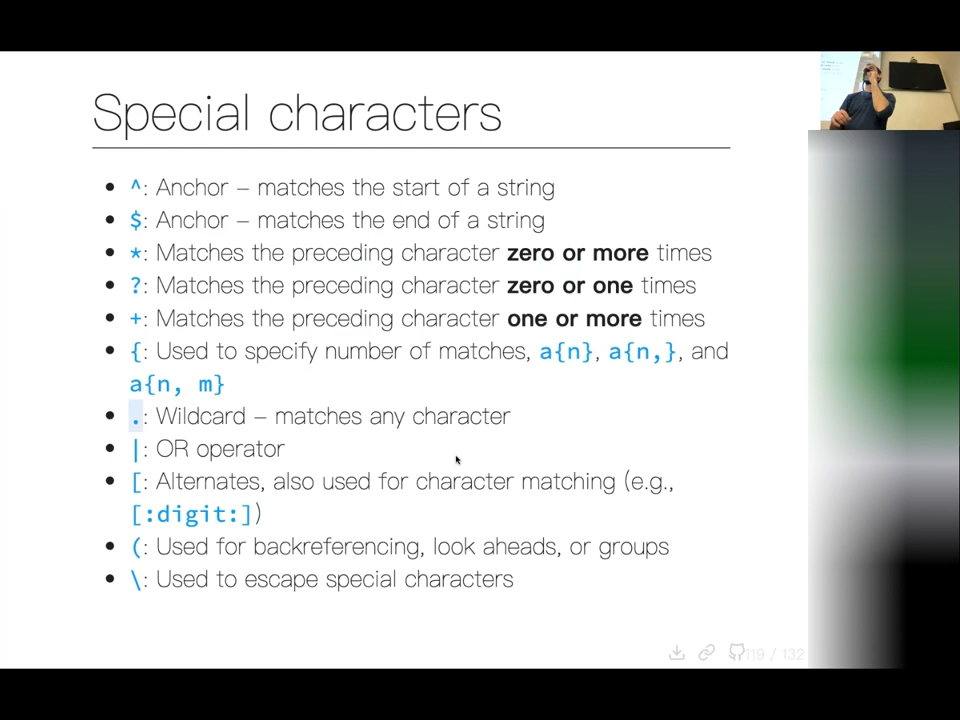 Special characters
^: Anchor – matches the start of a string
$: Anchor – matches the end of a string
*: Matches the preceding character zero or more times
?: Matches the preceding character zero or one times
+: Matches the preceding character one or more times
{: Used to specify number of matches, a{n}, a{n,}, and
a{n, m}
.: Wildcard – matches any character
|: OR operator
[: Alternates, also used for character matching (e.g.,
[:digit:])
(: Used for backreferencing, look aheads, or groups
\: Used to escape special characters
119 / 132